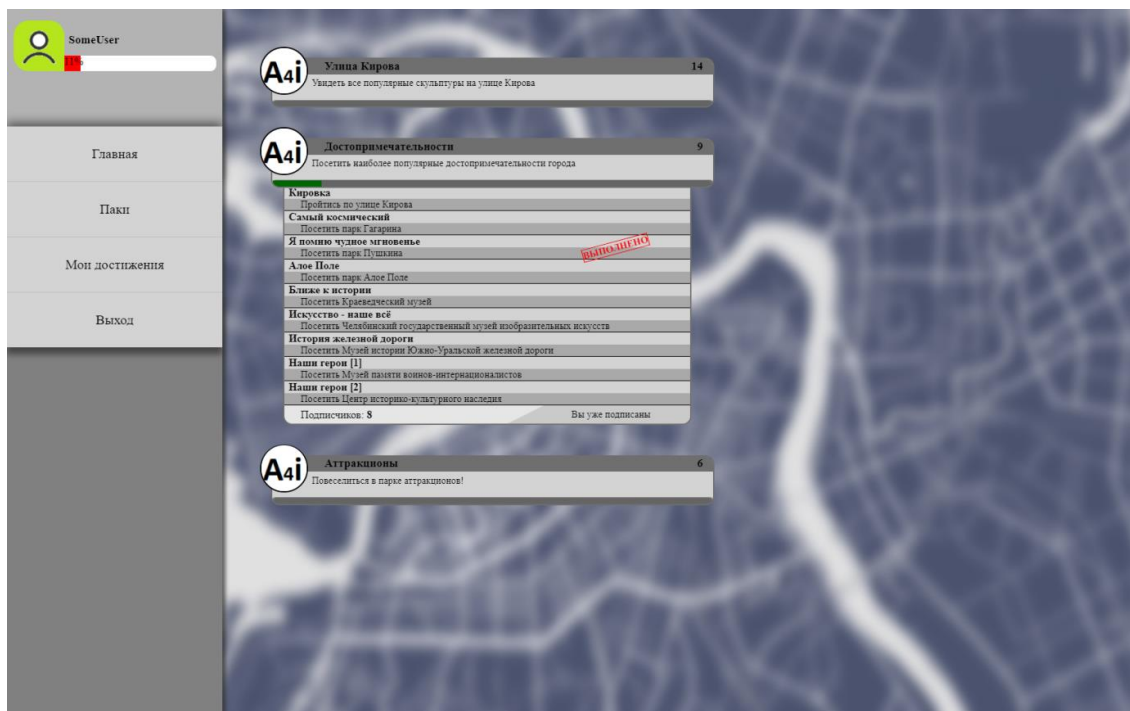 SomeUser
11%
Главная
Паки
Мои достижения
Выход
A4i
Улица Кирова 14
Увидеть все популярные скульптуры на улице Кирова
A4i
Достопримечательности 9
Посетить наиболее популярные достопримечательности города
Кировка
Пройтись по улице Кирова
Самый космический
Посетить парк Гагарина
Я помню чудное мгновенье
Посетить парк Пушкина
ВЫПОЛНЕНО
Алое Поле
Посетить парк Алое Поле
Ближе к истории
Посетить Краеведческий музей
Искусство - наше всё
Посетить Челябинский государственный музей изобразительных искусств
История железной дороги
Посетить Музей истории Южно-Уральской железной дороги
Наши герои [1]
Посетить Музей памяти воинов-интернационалистов
Наши герои [2]
Посетить Центр историко-культурного наследия
Подписчиков: 8 Вы уже подписаны
A4i
Аттракционы 6
Повеселиться в парке аттракционов!